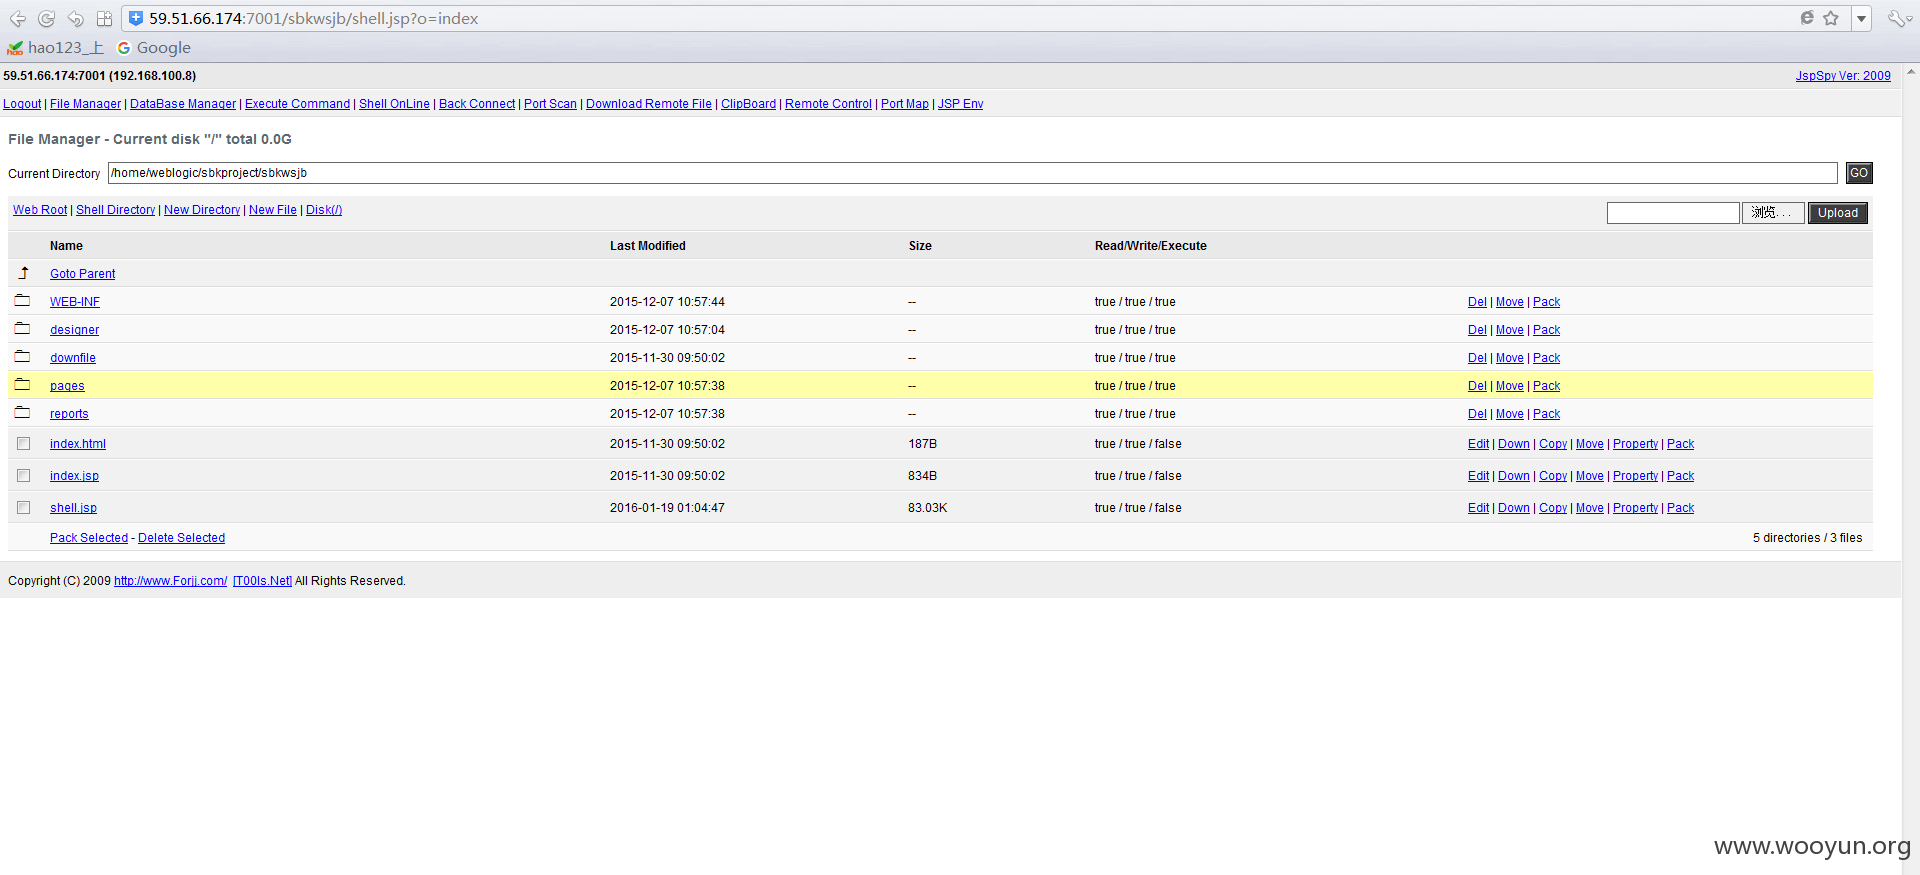 59.51.66.174:7001/sbkwsjb/shell.jsp?o=index
hao123_上 Google
59.51.66.174:7001 (192.168.100.8) JspSpy Ver: 2009
Logout | File Manager | DataBase Manager | Execute Command | Shell OnLine | Back Connect | Port Scan | Download Remote File | ClipBoard | Remote Control | Port Map | JSP Env
File Manager - Current disk "/" total 0.0G
Current Directory /home/weblogic/sbkproject/sbkwsjb GO
Web Root | Shell Directory | New Directory | New File | Disk(/) 浏览... Upload
Name Last Modified Size Read/Write/Execute
Goto Parent
WEB-INF 2015-12-07 10:57:44 -- true / true / true Del | Move | Pack
designer 2015-12-07 10:57:04 -- true / true / true Del | Move | Pack
downfile 2015-11-30 09:50:02 -- true / true / true Del | Move | Pack
pages 2015-12-07 10:57:38 -- true / true / true Del | Move | Pack
reports 2015-12-07 10:57:38 -- true / true / true Del | Move | Pack
index.html 2015-11-30 09:50:02 187B true / true / false Edit | Down | Copy | Move | Property | Pack
index.jsp 2015-11-30 09:50:02 834B true / true / false Edit | Down | Copy | Move | Property | Pack
shell.jsp 2016-01-19 01:04:47 83.03K true / true / false Edit | Down | Copy | Move | Property | Pack
Pack Selected - Delete Selected 5 directories / 3 files
Copyright (C) 2009 http://www.Forjj.com/ [T00ls.Net] All Rights Reserved.
www.wooyun.org